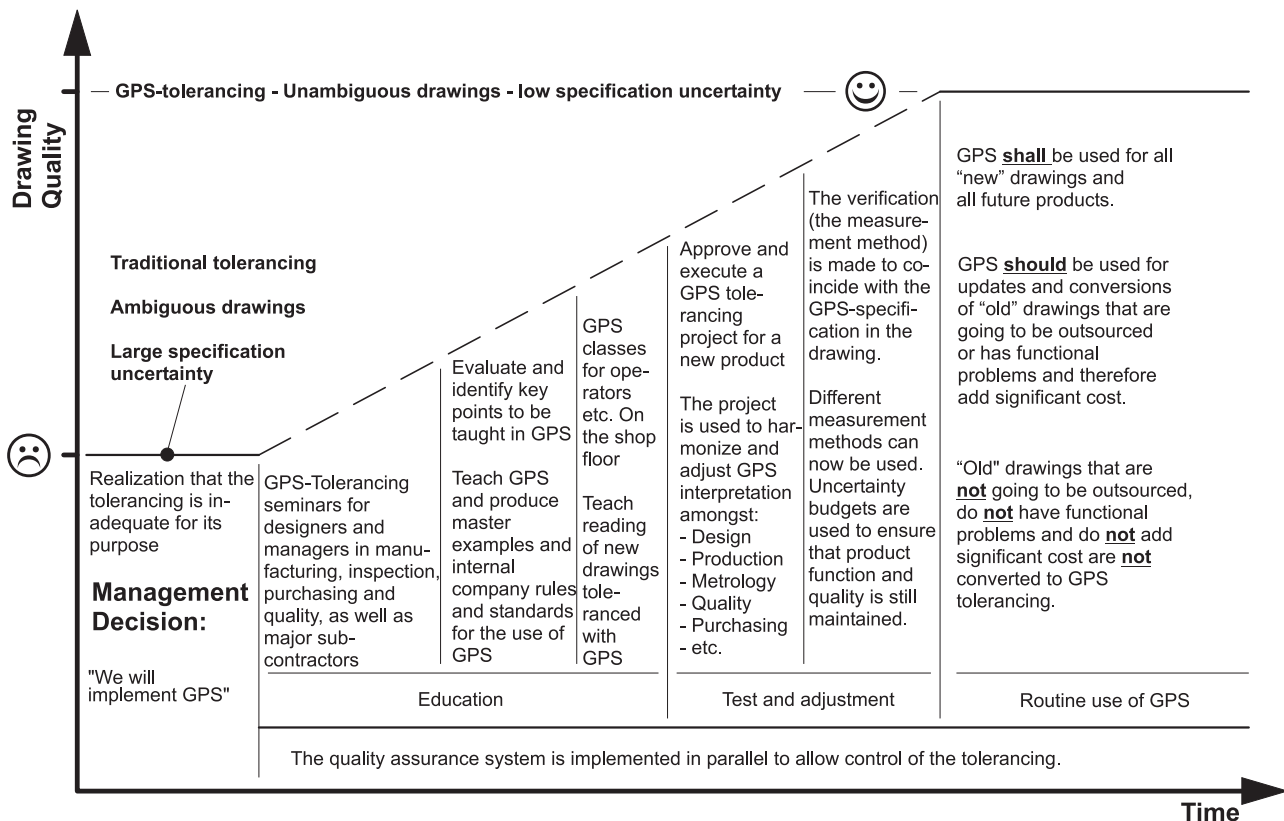 GPS-tolerancing - Unambiguous drawings - low specification uncertainty
Drawing
Quality
Traditional tolerancing
Ambiguous drawings
Large specification
uncertainty
Realization that the
tolerancing is in-
adequate for its
purpose
Management
Decision:
"We will
implement GPS"
GPS-Tolerancing
seminars for
designers and
managers in manu-
facturing, inspection,
purchasing and
quality, as well as
major sub-
contractors
Evaluate and
identify key
points to be
taught in GPS
Teach GPS
and produce
master
examples and
internal
company rules
and standards
for the use of
GPS
GPS
classes
for ope-
rators
etc. On
the shop
floor
Teach
reading
of new
drawings
tole-
ranced
with
GPS
Approve and
execute a
GPS tole-
rancing
project for a
new product
The project
is used to har-
monize and
adjust GPS
interpretation
amongst:
- Design
- Production
- Metrology
- Quality
- Purchasing
- etc.
The verification
(the measure-
ment method)
is made to co-
incide with the
GPS-specifi-
cation in the
drawing.
Different
measurement
methods can
now be used.
Uncertainty
budgets are
used to ensure
that product
function and
quality is still
maintained.
GPS shall be used for all
“new” drawings and
all future products.
GPS should be used for
updates and conversions
of “old” drawings that are
going to be outsourced
or has functional
problems and therefore
add significant cost.
“Old" drawings that are
not going to be outsourced,
do not have functional
problems and do not add
significant cost are not
converted to GPS
tolerancing.
Education
Test and adjustment
Routine use of GPS
The quality assurance system is implemented in parallel to allow control of the tolerancing.
Time